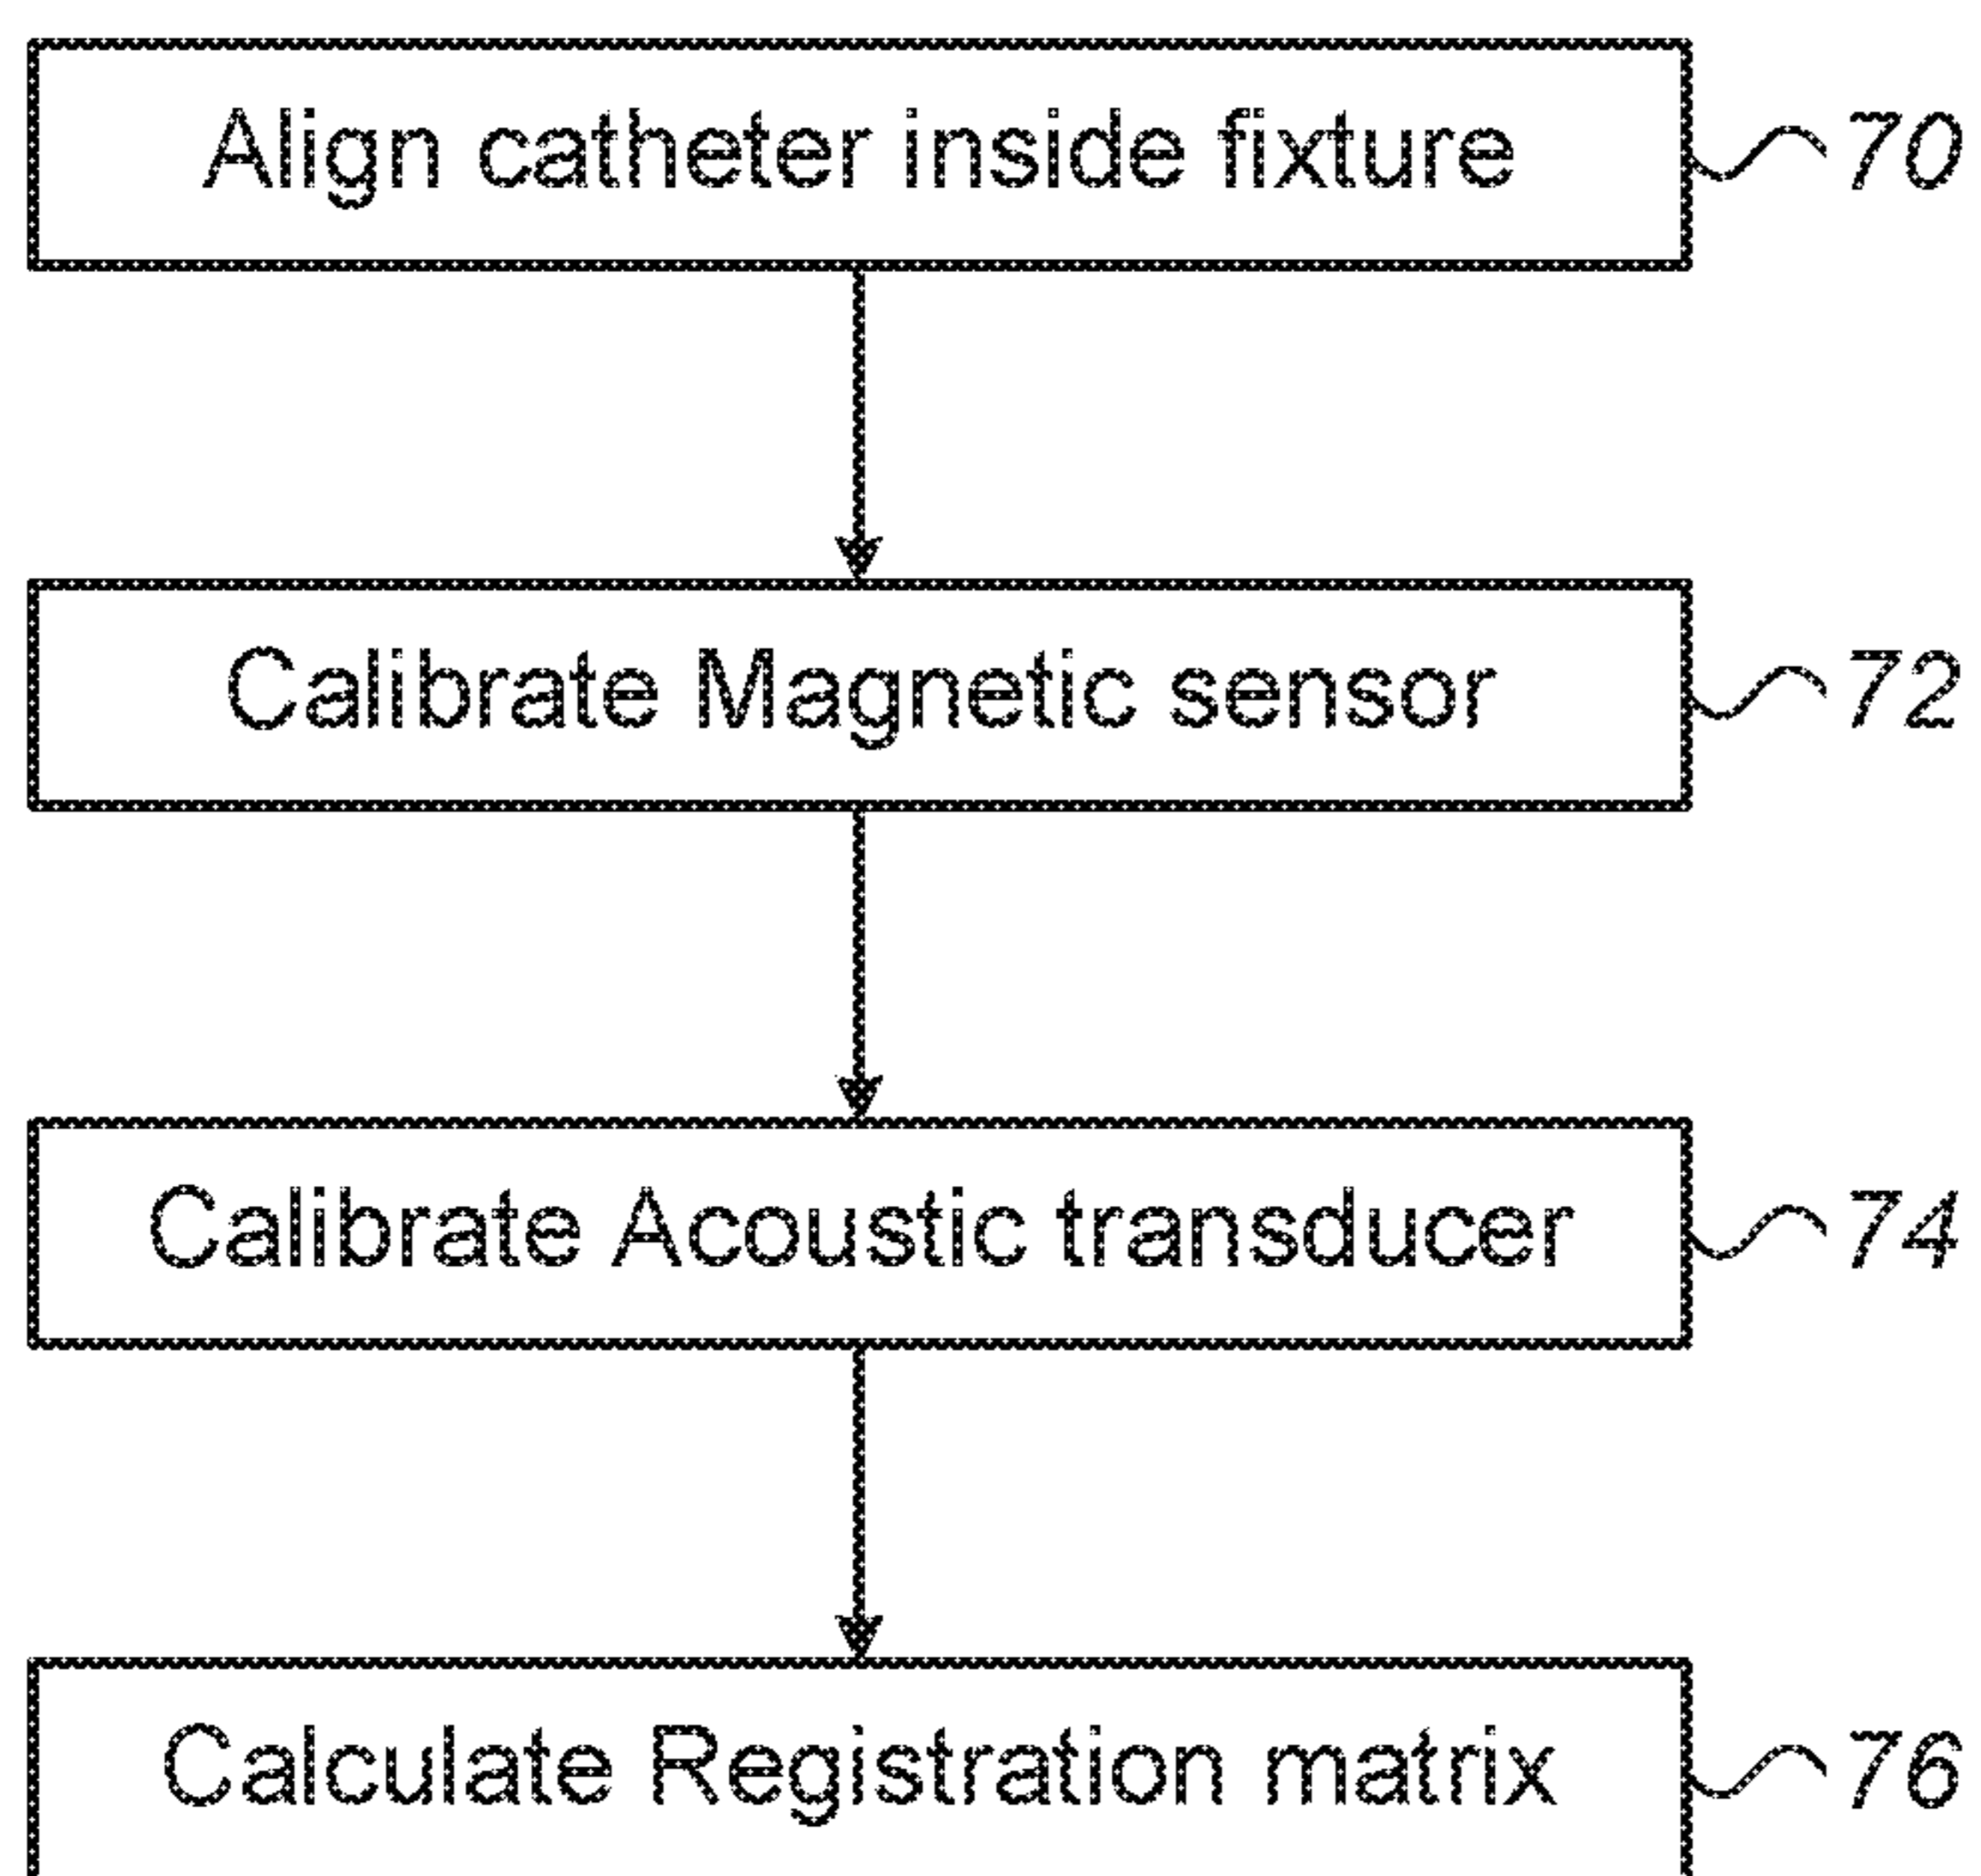 Align catheter inside fixture 70
Calibrate Magnetic sensor 72
Calibrate Acoustic transducer 74
Calculate Registration matrix 76